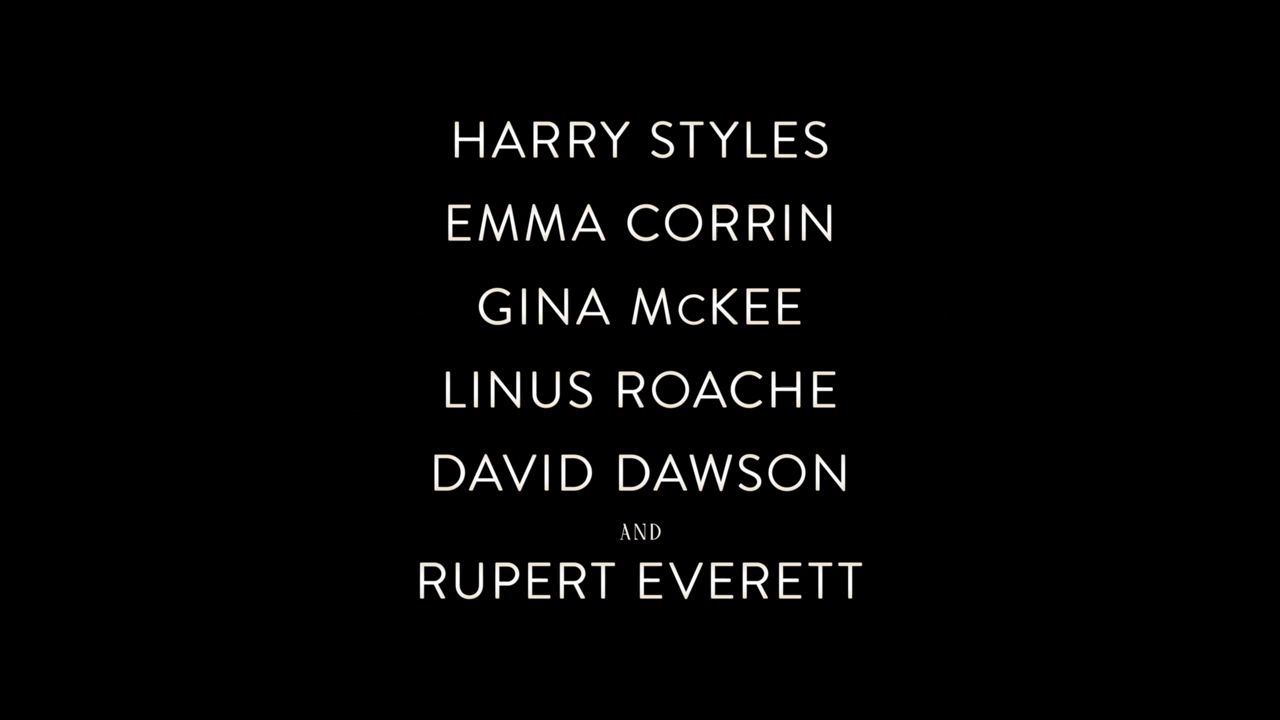 HARRY STYLES
EMMA CORRIN
GINA McKEE
LINUS ROACHE
DAVID DAWSON
AND
RUPERT EVERETT